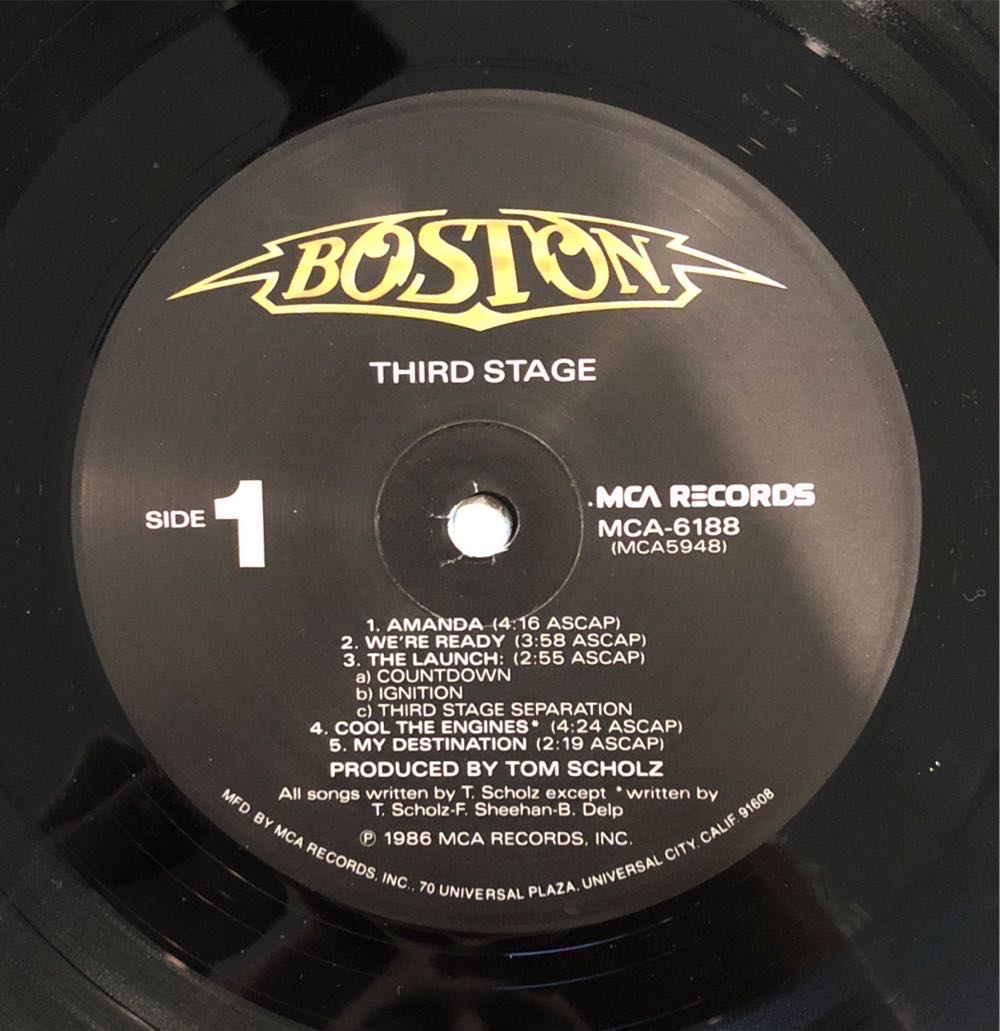 BOSTON
THIRD STAGE
SIDE 1
MCA RECORDS
MCA-6188
(MCA5948)
1. AMANDA (4:16 ASCAP)
2. WE'RE READY (3:58 ASCAP)
3. THE LAUNCH: (2:55 ASCAP)
a) COUNTDOWN
b) IGNITION
c) THIRD STAGE SEPARATION
4. COOL THE ENGINES* (4:24 ASCAP)
5. MY DESTINATION (2:19 ASCAP)
PRODUCED BY TOM SCHOLZ
All songs written by T. Scholz except *written by
T. Scholz-F. Sheehan-B. Delp
℗ 1986 MCA RECORDS, INC.
MFD. BY MCA RECORDS, INC., 70 UNIVERSAL PLAZA, UNIVERSAL CITY, CALIF. 91608